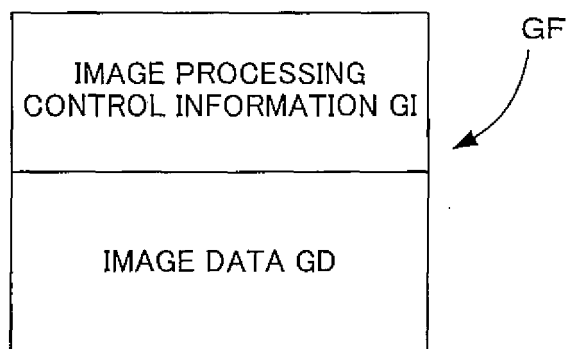 GF
IMAGE PROCESSING
CONTROL INFORMATION GI
IMAGE DATA GD